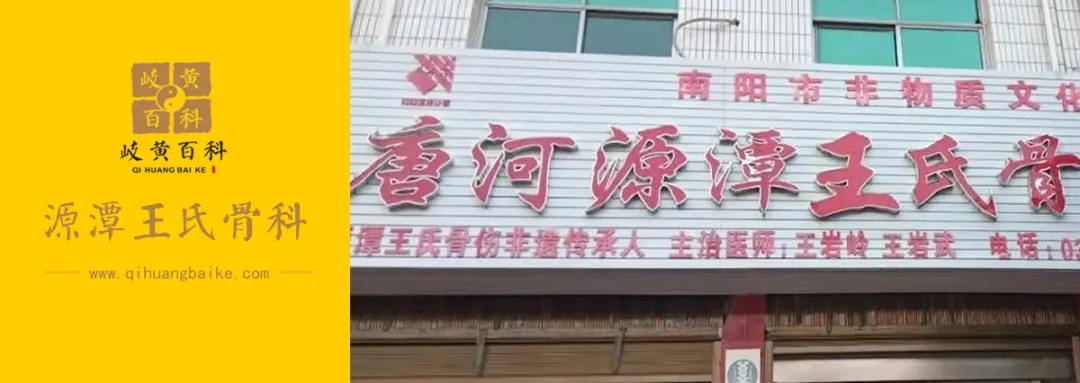 岐黄
百科
岐黄百科
QI HUANG BAI KE
源潭王氏骨科
www.qihuangbaike.com
南阳市非物质文化
唐河源潭王氏骨
潭王氏骨伤非遗传承人 主治医师:王岩岭 王岩武 电话:0